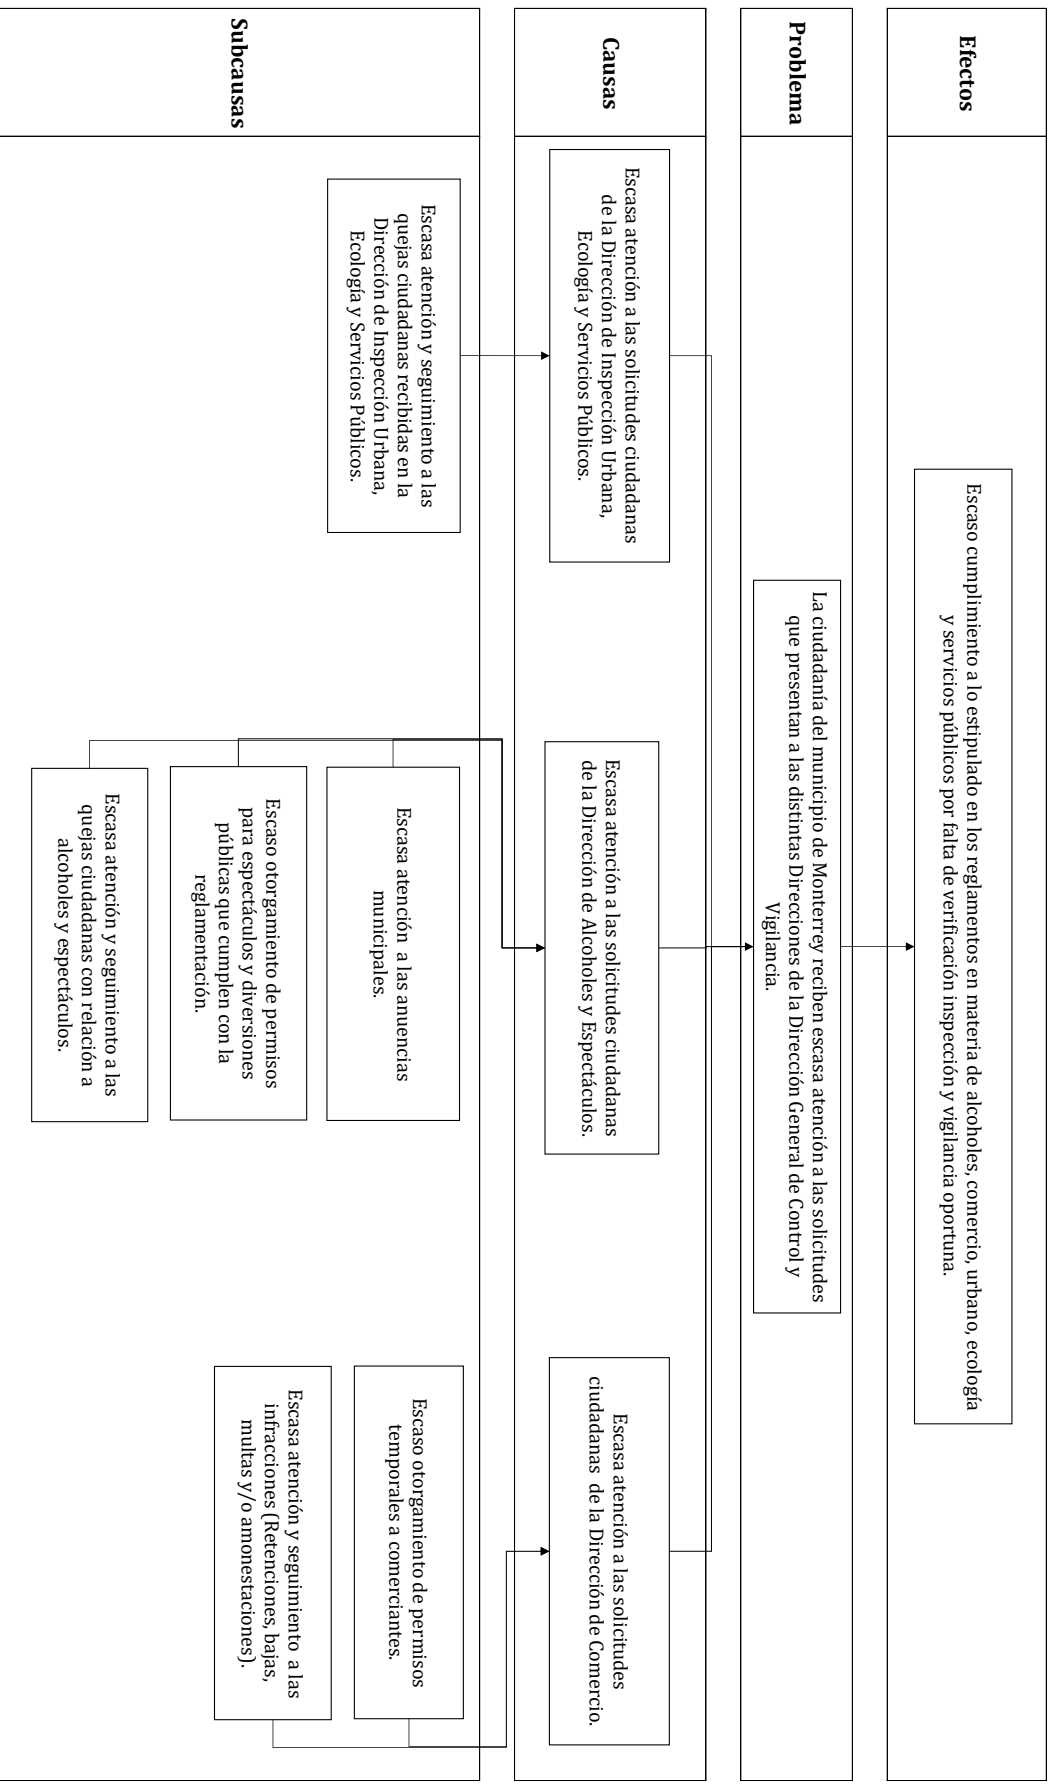 Efectos
Escaso cumplimiento a lo estipulado en los reglamentos en materia de alcoholes, comercio, urbano, ecología
y servicios públicos por falta de verificación inspección y vigilancia oportuna.
Problema
La ciudadanía del municipio de Monterrey reciben escasa atención a las solicitudes
que presentan a las distintas Direcciones de la Dirección General de Control y
Vigilancia.
Causas
Escasa atención a las solicitudes ciudadanas
de la Dirección de Inspección Urbana,
Ecología y Servicios Públicos.
Escasa atención a las solicitudes ciudadanas
de la Dirección de Alcoholes y Espectáculos.
Escasa atención a las solicitudes
ciudadanas de la Dirección de Comercio.
Subcausas
Escasa atención y seguimiento a las
quejas ciudadanas recibidas en la
Dirección de Inspección Urbana,
Ecología y Servicios Públicos.
Escasa atención a las anuencias
municipales.
Escaso otorgamiento de permisos
para espectáculos y diversiones
públicas que cumplen con la
reglamentación.
Escasa atención y seguimiento a las
quejas ciudadanas con relación a
alcoholes y espectáculos.
Escaso otorgamiento de permisos
temporales a comerciantes.
Escasa atención y seguimiento a las
infracciones (Retenciones, bajas,
multas y/o amonestaciones).